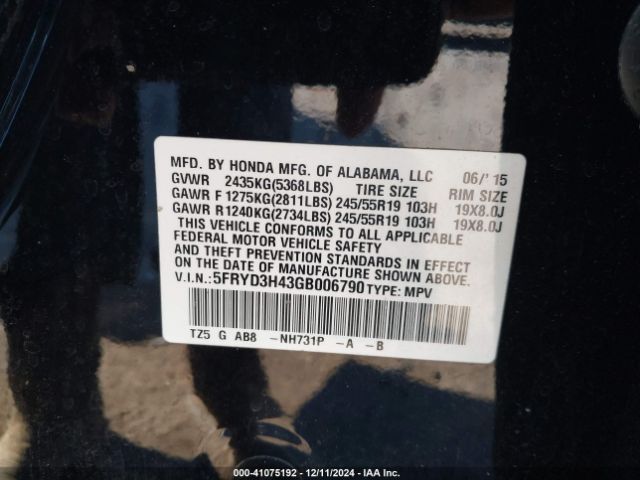 MFD. BY HONDA MFG. OF ALABAMA, LLC 06/'15
GVWR 2435KG(5368LBS) TIRE SIZE RIM SIZE
GAWR F 1275KG(2811LBS) 245/55R19 103H 19X8.0J
GAWR R1240KG(2734LBS) 245/55R19 103H 19X8.0J
THIS VEHICLE CONFORMS TO ALL APPLICABLE
FEDERAL MOTOR VEHICLE SAFETY
AND THEFT PREVENTION STANDARDS IN EFFECT
ON THE DATE OF MANUFACTURE SHOWN ABOVE.
V.I.N.: 5FRYD3H43GB006790 TYPE: MPV
TZ5 G AB8 -NH731P -A -B
000-41075192 - 12/11/2024 - IAA Inc.